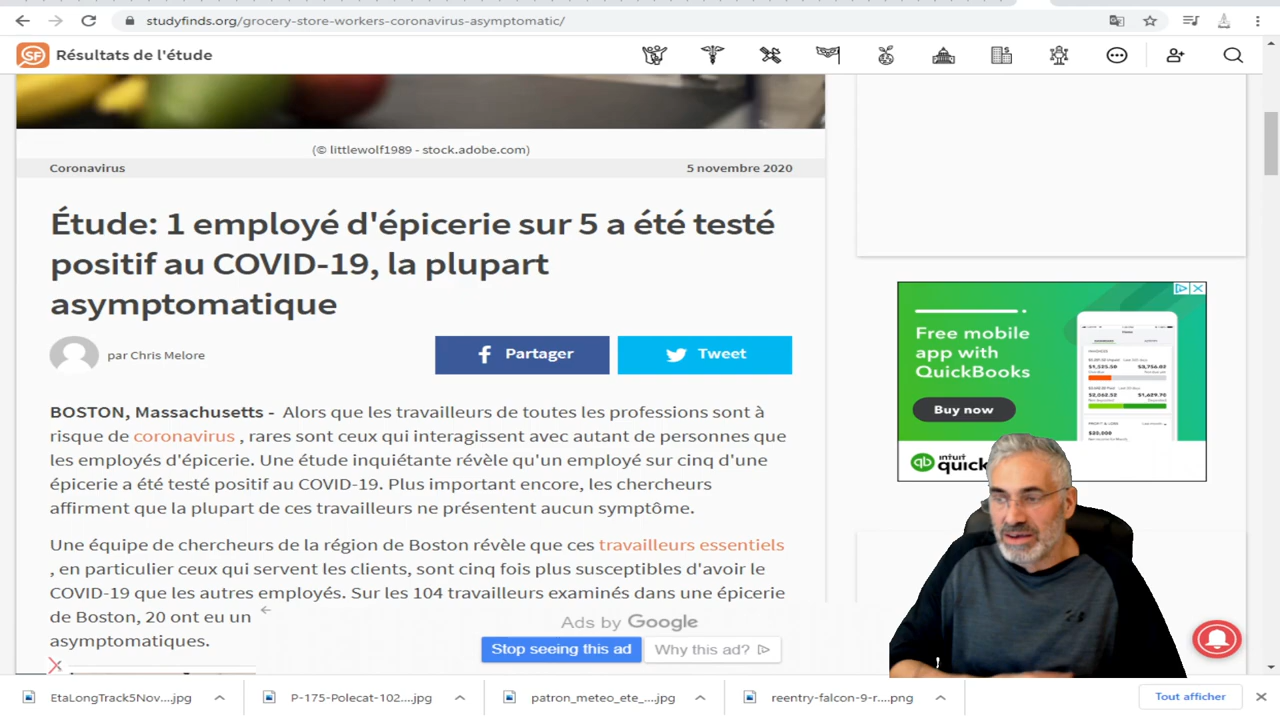 studyfinds.org/grocery-store-workers-coronavirus-asymptomatic/
SF
Résultats de l'étude
(© littlewolf1989 - stock.adobe.com)
Coronavirus
5 novembre 2020
Étude: 1 employé d'épicerie sur 5 a été testé
positif au COVID-19, la plupart
asymptomatique
par Chris Melore
Partager
Tweet
BOSTON, Massachusetts - Alors que les travailleurs de toutes les professions sont à
risque de coronavirus , rares sont ceux qui interagissent avec autant de personnes que
les employés d'épicerie. Une étude inquiétante révèle qu'un employé sur cinq d'une
épicerie a été testé positif au COVID-19. Plus important encore, les chercheurs
affirment que la plupart de ces travailleurs ne présentent aucun symptôme.
Une équipe de chercheurs de la région de Boston révèle que ces travailleurs essentiels
, en particulier ceux qui servent les clients, sont cinq fois plus susceptibles d'avoir le
COVID-19 que les autres employés. Sur les 104 travailleurs examinés dans une épicerie
de Boston, 20 ont eu un
asymptomatiques.
Free mobile
app with
QuickBooks
Buy now
intuit
quick
Ads by Google
Stop seeing this ad
Why this ad?
EtaLongTrack5Nov....jpg
P-175-Polecat-102....jpg
patron_meteo_ete_....jpg
reentry-falcon-9-r....png
Tout afficher